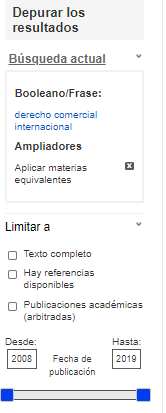 Depurar los
resultados
Búsqueda actual
Booleano/Frase:
derecho comercial
internacional
Ampliadores
Aplicar materias
equivalentes
Limitar a
Texto completo
Hay referencias
disponibles
Publicaciones académicas
(arbitradas)
Desde:
Hasta:
2008
Fecha de
publicación
2019